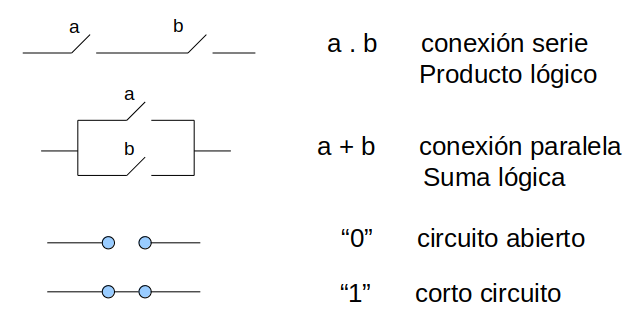 a b a . b conexión serie
Producto lógico
a
b a + b conexión paralela
Suma lógica
“0” circuito abierto
“1” corto circuito